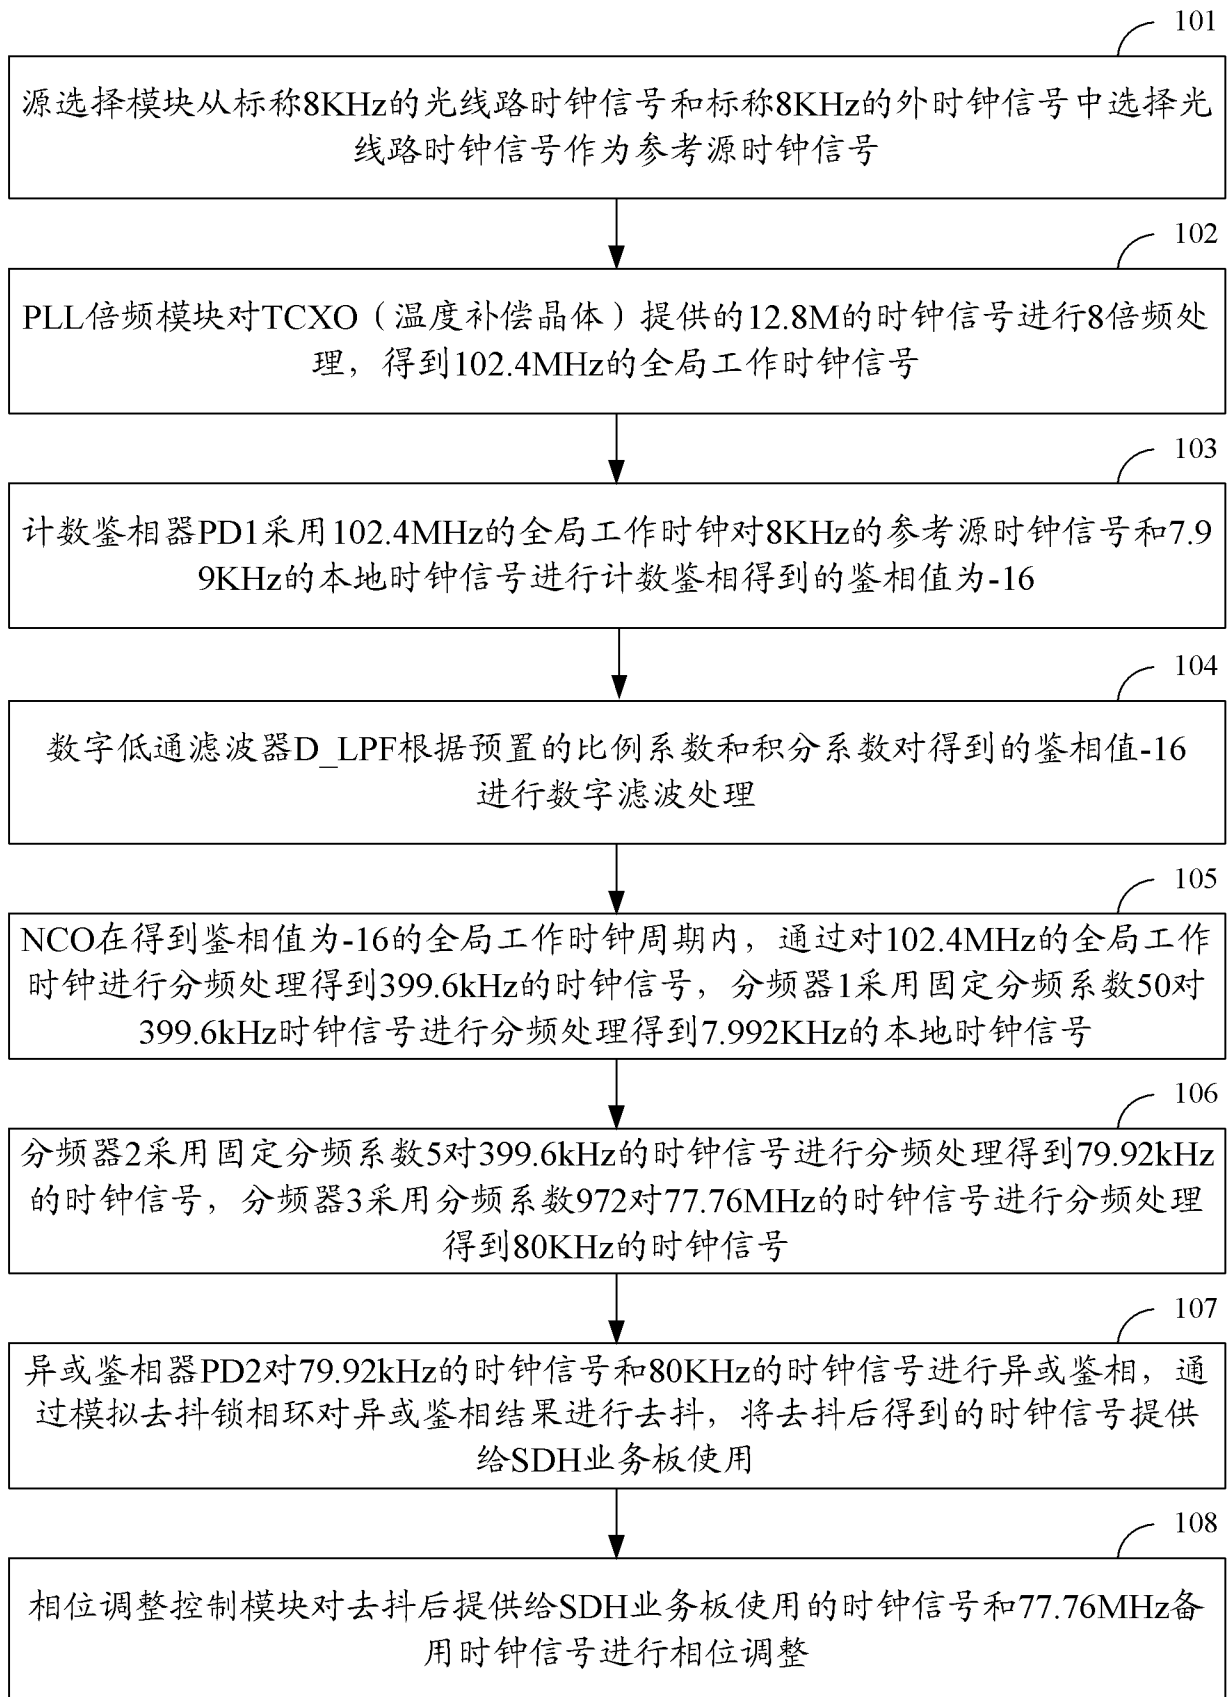 101
源选择模块从标称8KHz的光线路时钟信号和标称8KHz的外时钟信号中选择光
线路时钟信号作为参考源时钟信号
102
PLL倍频模块对TCXO（温度补偿晶体）提供的12.8M的时钟信号进行8倍频处
理，得到102.4MHz的全局工作时钟信号
103
计数鉴相器PD1采用102.4MHz的全局工作时钟对8KHz的参考源时钟信号和7.9
9KHz的本地时钟信号进行计数鉴相得到的鉴相值为-16
104
数字低通滤波器D_LPF根据预置的比例系数和积分系数对得到的鉴相值-16
进行数字滤波处理
105
NCO在得到鉴相值为-16的全局工作时钟周期内，通过对102.4MHz的全局工作
时钟进行分频处理得到399.6kHz的时钟信号，分频器1采用固定分频系数50对
399.6kHz时钟信号进行分频处理得到7.992KHz的本地时钟信号
106
分频器2采用固定分频系数5对399.6kHz的时钟信号进行分频处理得到79.92kHz
的时钟信号，分频器3采用分频系数972对77.76MHz的时钟信号进行分频处理
得到80KHz的时钟信号
107
异或鉴相器PD2对79.92kHz的时钟信号和80KHz的时钟信号进行异或鉴相，通
过模拟去抖锁相环对异或鉴相结果进行去抖，将去抖后得到的时钟信号提供
给SDH业务板使用
108
相位调整控制模块对去抖后提供给SDH业务板使用的时钟信号和77.76MHz备
用时钟信号进行相位调整